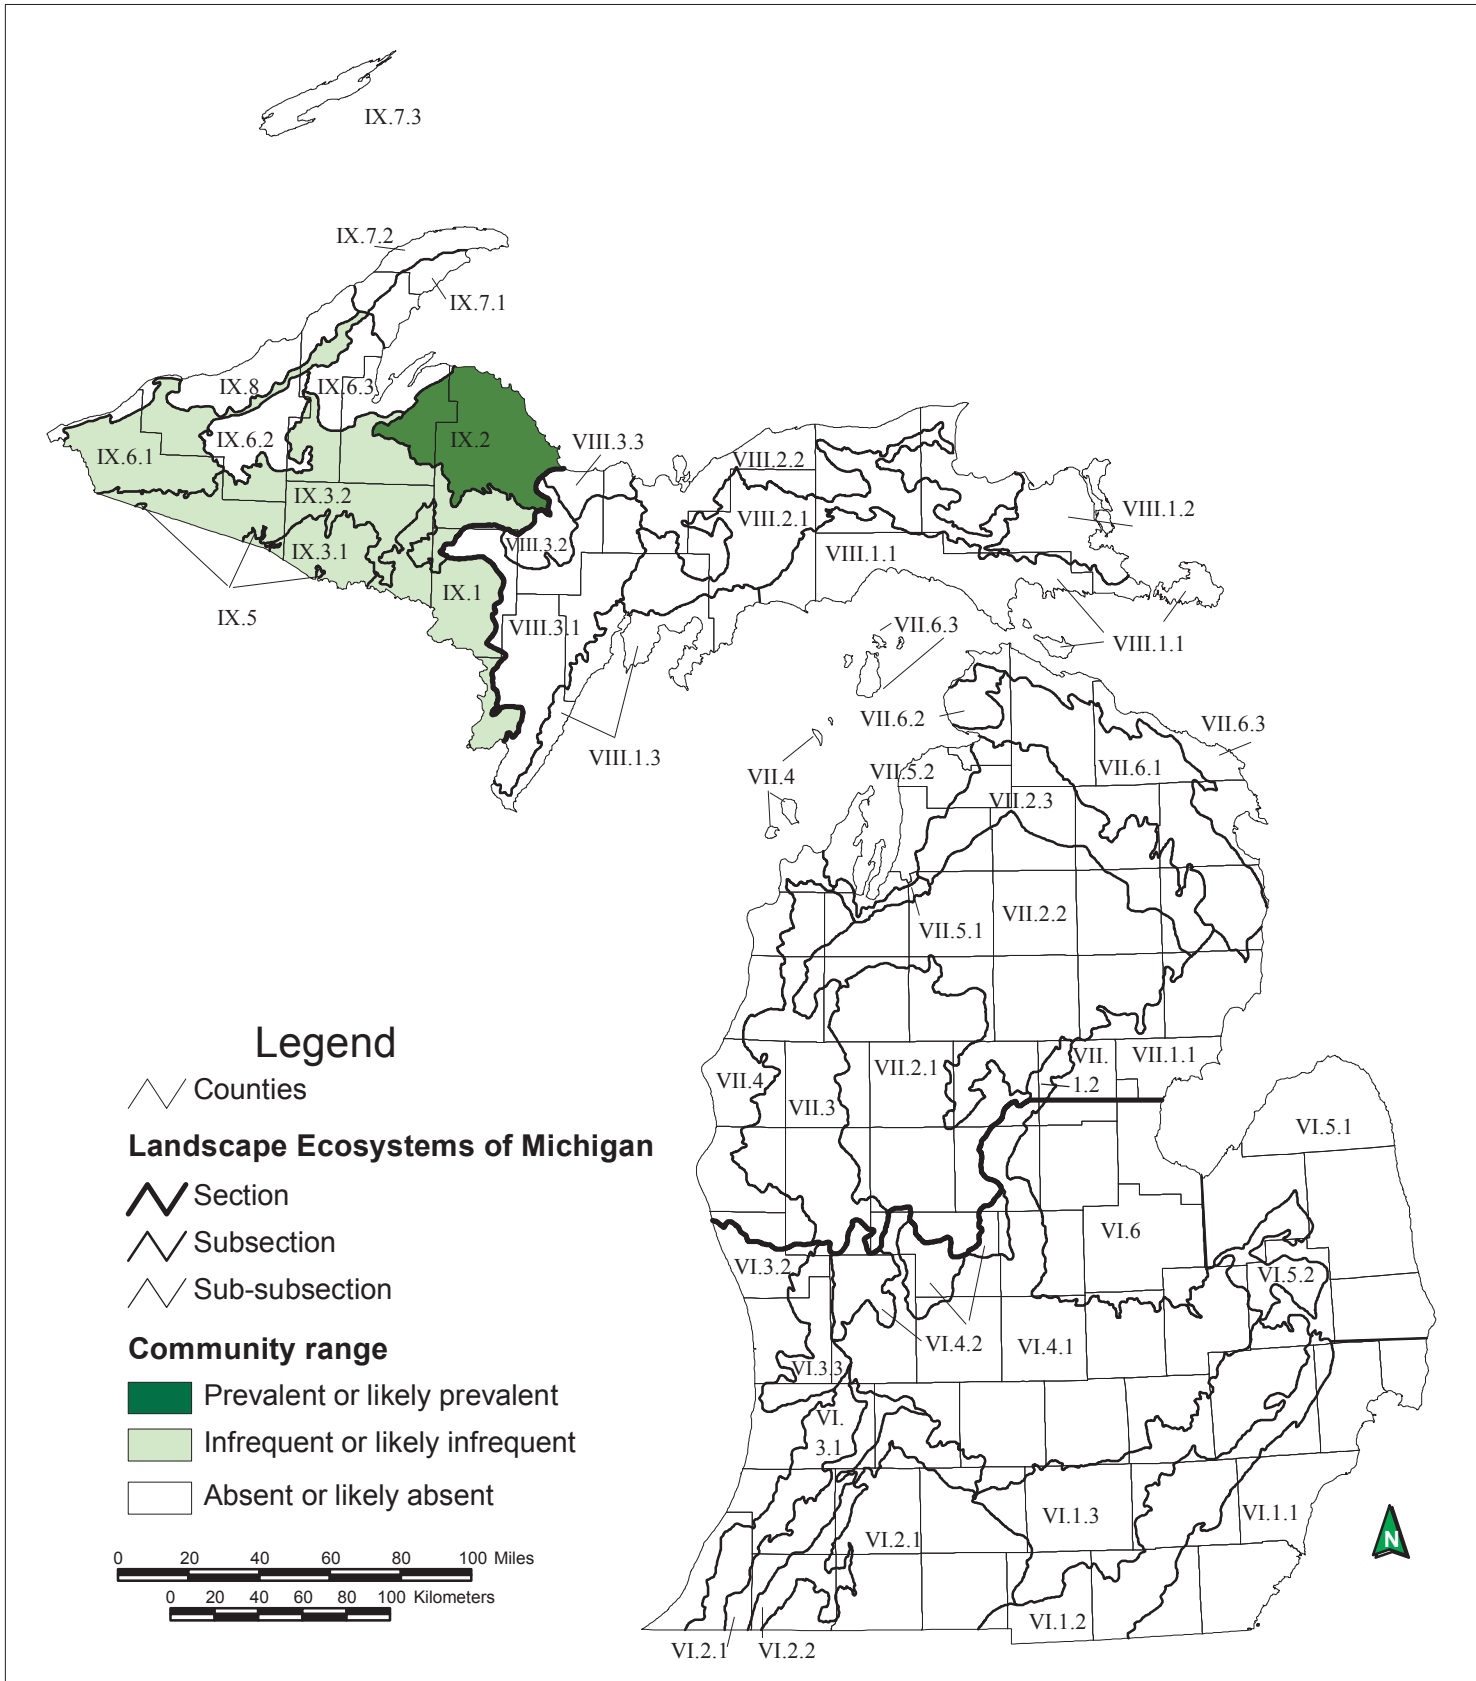 IX.7.3
IX.7.2
IX.7.1
IX.8
IX.6.3
IX.6.2
IX.2
IX.6.1
VIII.3.3
VIII.2.2
IX.3.2
VIII.2.1
VIII.1.2
IX.3.1
VIII.3.2
VIII.1.1
IX.1
IX.5
VIII.3.1
VII.6.3
VIII.1.1
VII.6.2
VII.6.3
VIII.1.3
VII.4
VII.5.2
VII.6.1
VII.2.3
VII.5.1
VII.2.2
VII.4
VII.3
VII.2.1
VII.
1.2
VII.1.1
VI.5.1
VI.6
VI.3.2
VI.5.2
VI.4.2
VI.4.1
VI.3.3
VI.
3.1
VI.2.1
VI.1.3
VI.1.1
VI.1.2
VI.2.1
VI.2.2
Legend
Counties
Landscape Ecosystems of Michigan
Section
Subsection
Sub-subsection
Community range
Prevalent or likely prevalent
Infrequent or likely infrequent
Absent or likely absent
0 20 40 60 80 100 Miles
0 20 40 60 80 100 Kilometers
N